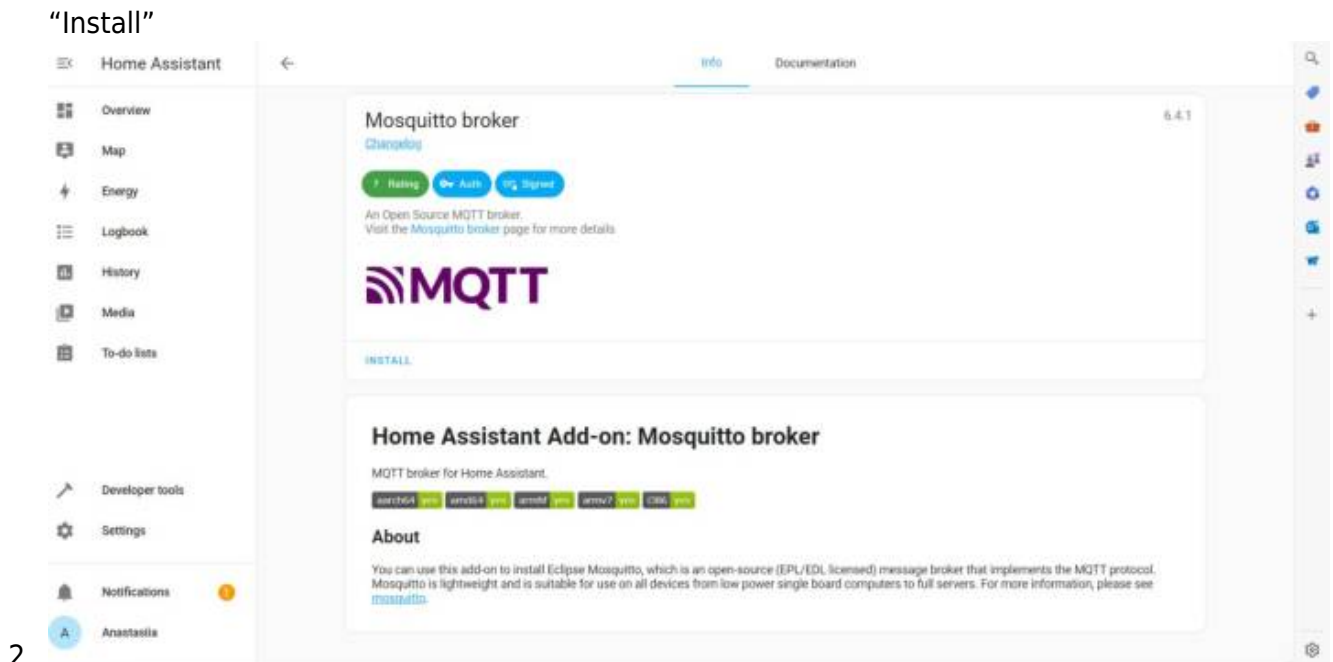 “Install”
Home Assistant
Info
Documentation
Overview
Map
Energy
Logbook
History
Media
To-do lists
Developer tools
Settings
Notifications
A
Anastasiia
Mosquitto broker
6.4.1
Changelog
Rating
Auth
Signed
An Open Source MQTT broker.
Visit the Mosquitto broker page for more details
MQTT
INSTALL
Home Assistant Add-on: Mosquitto broker
MQTT broker for Home Assistant.
aarch64 yes amd64 yes armhf yes armv7 yes i386 yes
About
You can use this add-on to install Eclipse Mosquitto, which is an open-source (EPL/EDL licensed) message broker that implements the MQTT protocol.
Mosquitto is lightweight and is suitable for use on all devices from low power single board computers to full servers. For more information, please see
mosquitto.
2